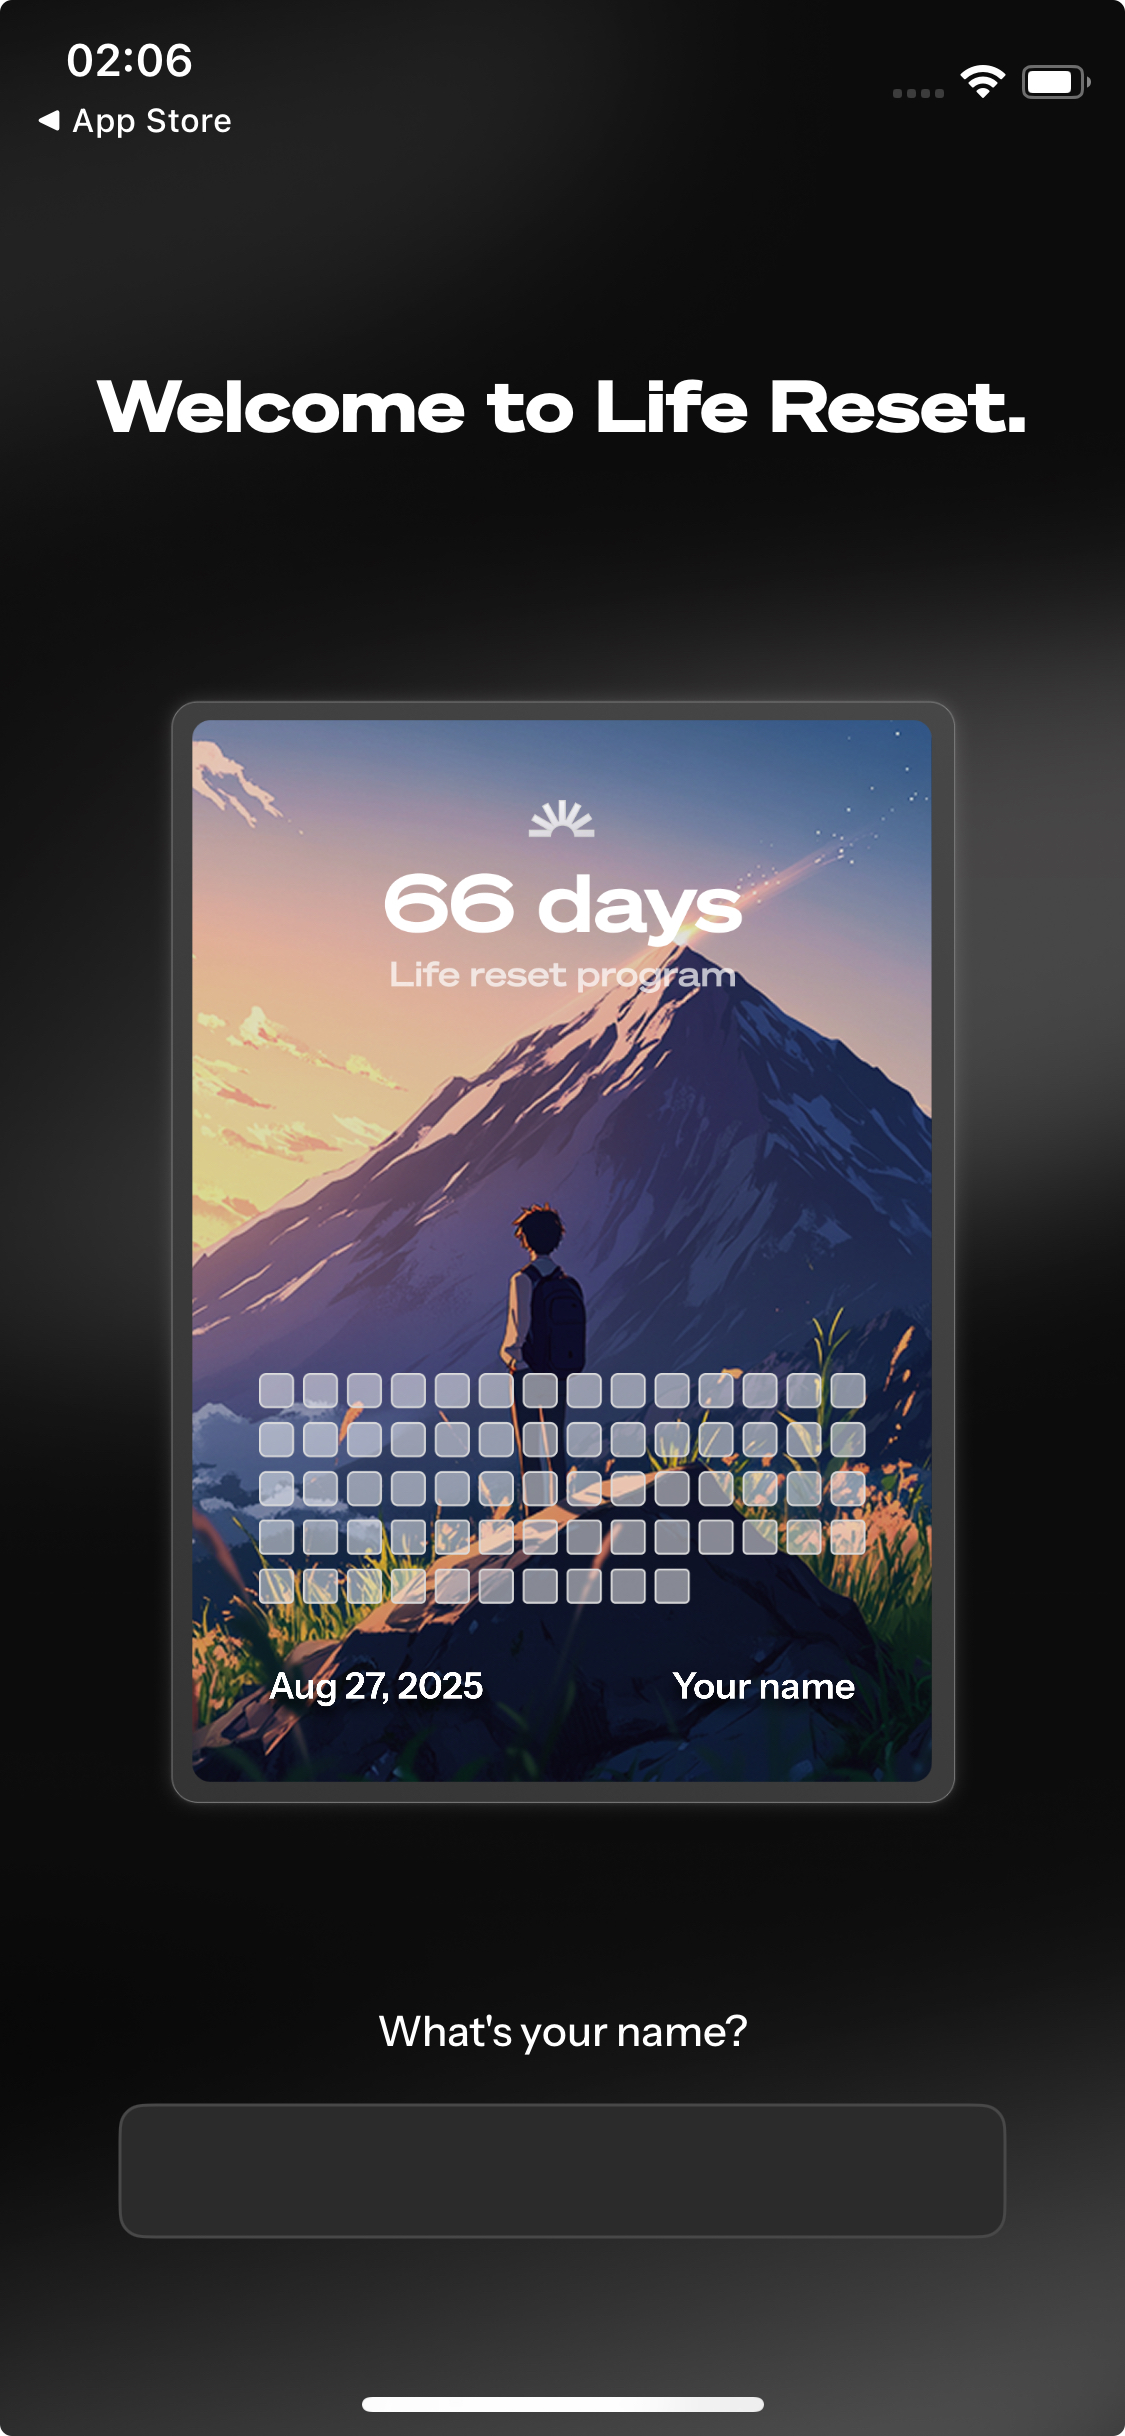 02:06
◀ App Store
Welcome to Life Reset.
66 days
Life reset program
Aug 27, 2025
Your name
What's your name?